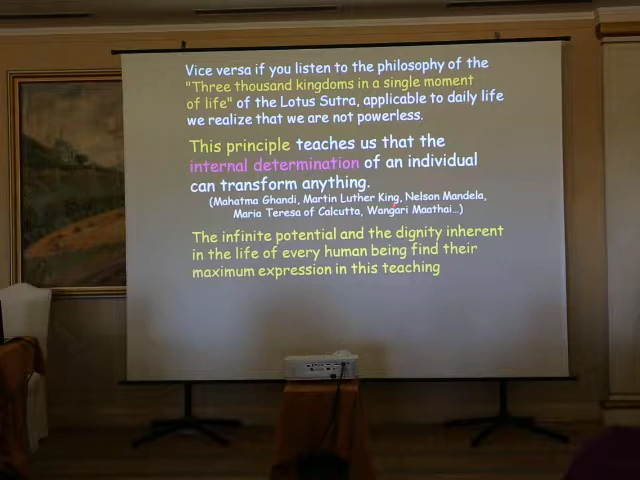 Vice versa if you listen to the philosophy of the
"Three thousand kingdoms in a single moment
of life" of the Lotus Sutra, applicable to daily life
we realize that we are not powerless.
This principle teaches us that the
internal determination of an individual
can transform anything.
(Mahatma Ghandi, Martin Luther King, Nelson Mandela,
Maria Teresa of Calcutta, Wangari Maathai...)
The infinite potential and the dignity inherent
in the life of every human being find their
maximum expression in this teaching